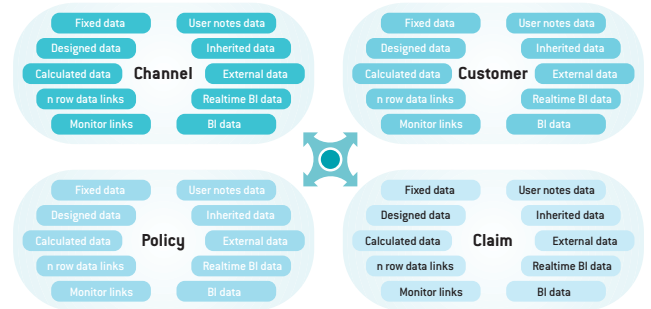 Fixed data
User notes data
Designed data
Inherited data
Calculated data
Channel
External data
n row data links
Realtime BI data
Monitor links
BI data
Fixed data
User notes data
Designed data
Inherited data
Calculated data
Customer
External data
n row data links
Realtime BI data
Monitor links
BI data
Fixed data
User notes data
Designed data
Inherited data
Calculated data
Policy
External data
n row data links
Realtime BI data
Monitor links
BI data
Fixed data
User notes data
Designed data
Inherited data
Calculated data
Claim
External data
n row data links
Realtime BI data
Monitor links
BI data